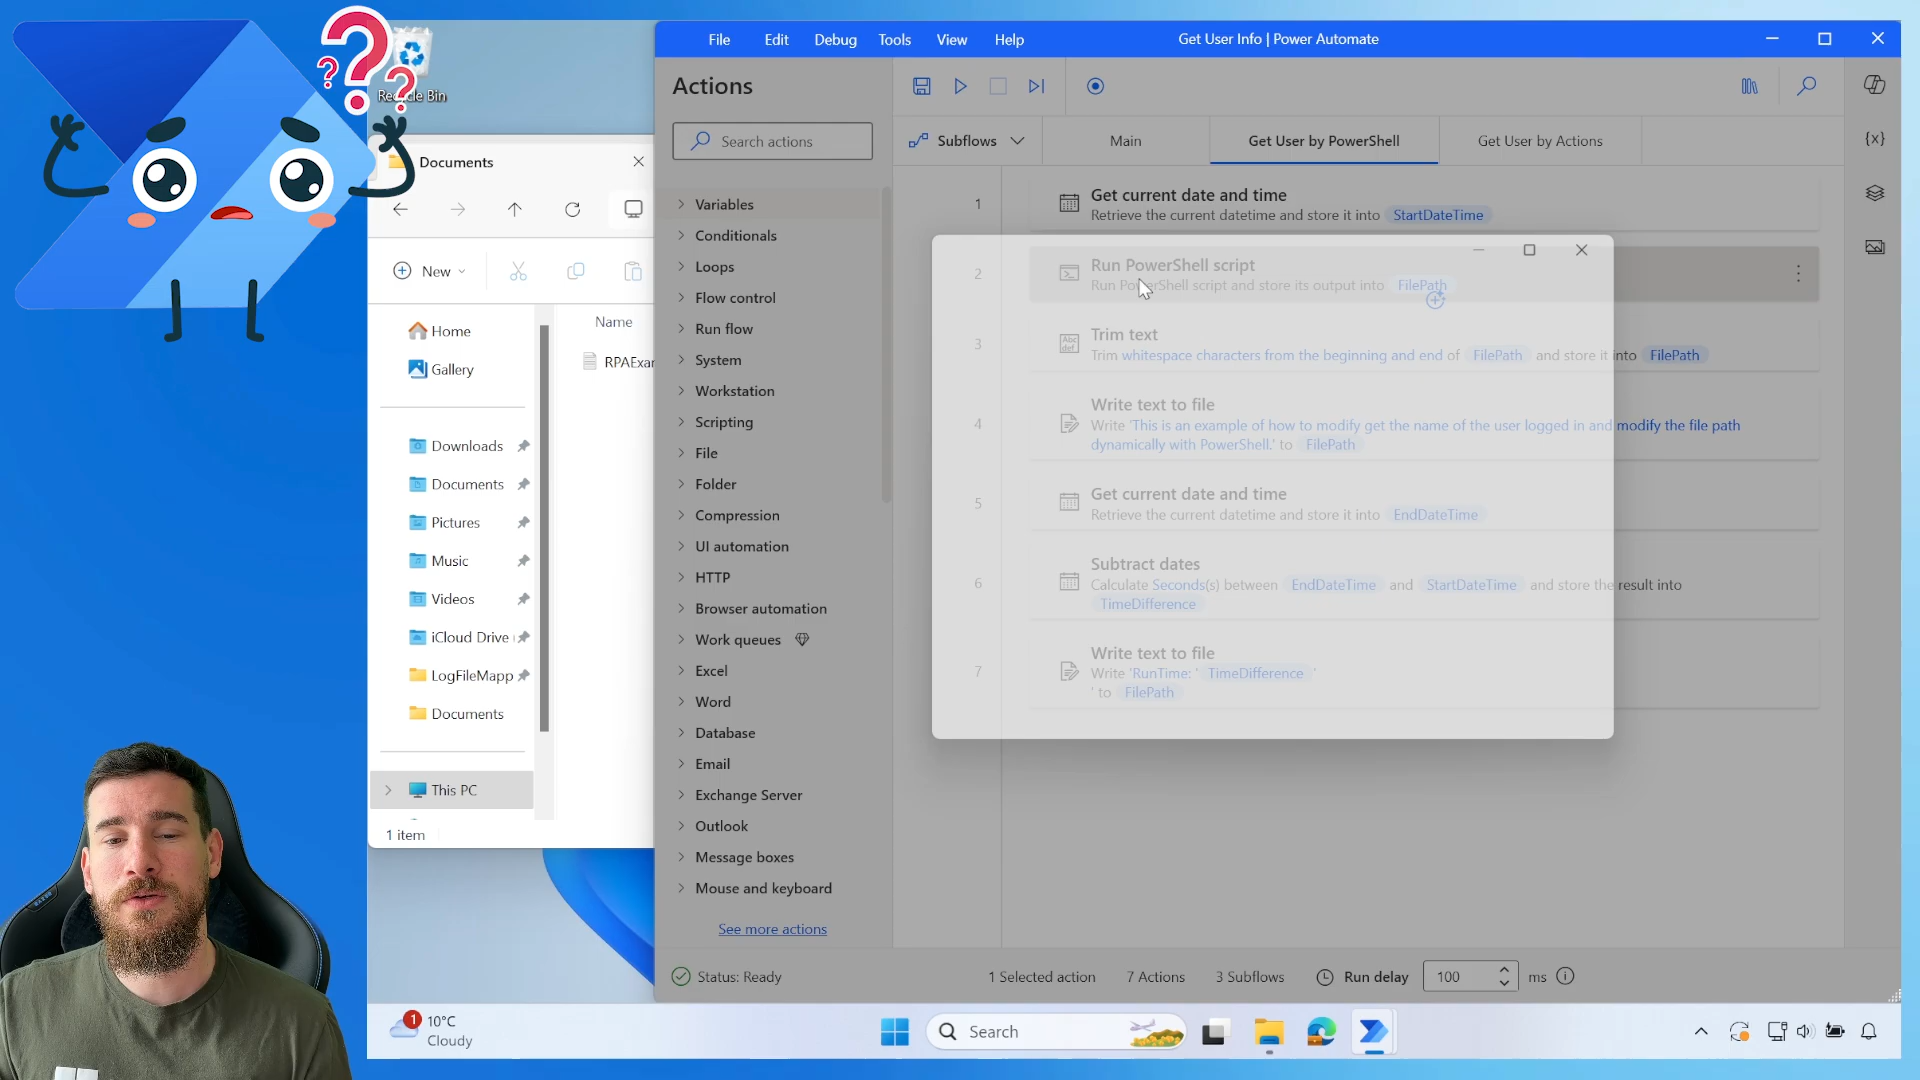 Recycle Bin
Documents
New
Home
Gallery
Downloads
Documents
Pictures
Music
Videos
iCloud Drive
LogFileMapp
Documents
This PC
1 item
Name
RPAExar
File Edit Debug Tools View Help
Get User Info | Power Automate
Actions
Search actions
Variables
Conditionals
Loops
Flow control
Run flow
System
Workstation
Scripting
File
Folder
Compression
UI automation
HTTP
Browser automation
Work queues
Excel
Word
Database
Email
Exchange Server
Outlook
Message boxes
Mouse and keyboard
See more actions
Subflows
Main
Get User by PowerShell
Get User by Actions
{x}
1
Get current date and time
Retrieve the current datetime and store it into StartDateTime
2
Run PowerShell script
Run PowerShell script and store its output into FilePath
3
Trim text
Trim whitespace characters from the beginning and end of FilePath and store it into FilePath
4
Write text to file
Write 'This is an example of how to modify get the name of the user logged in and modify the file path
dynamically with PowerShell.' to FilePath
5
Get current date and time
Retrieve the current datetime and store it into EndDateTime
6
Subtract dates
Calculate Seconds(s) between EndDateTime and StartDateTime and store the result into
TimeDifference
7
Write text to file
Write 'RunTime: ' TimeDifference '
' to FilePath
Status: Ready
1 Selected action
7 Actions
3 Subflows
Run delay
100
ms
1
10°C
Cloudy
Search